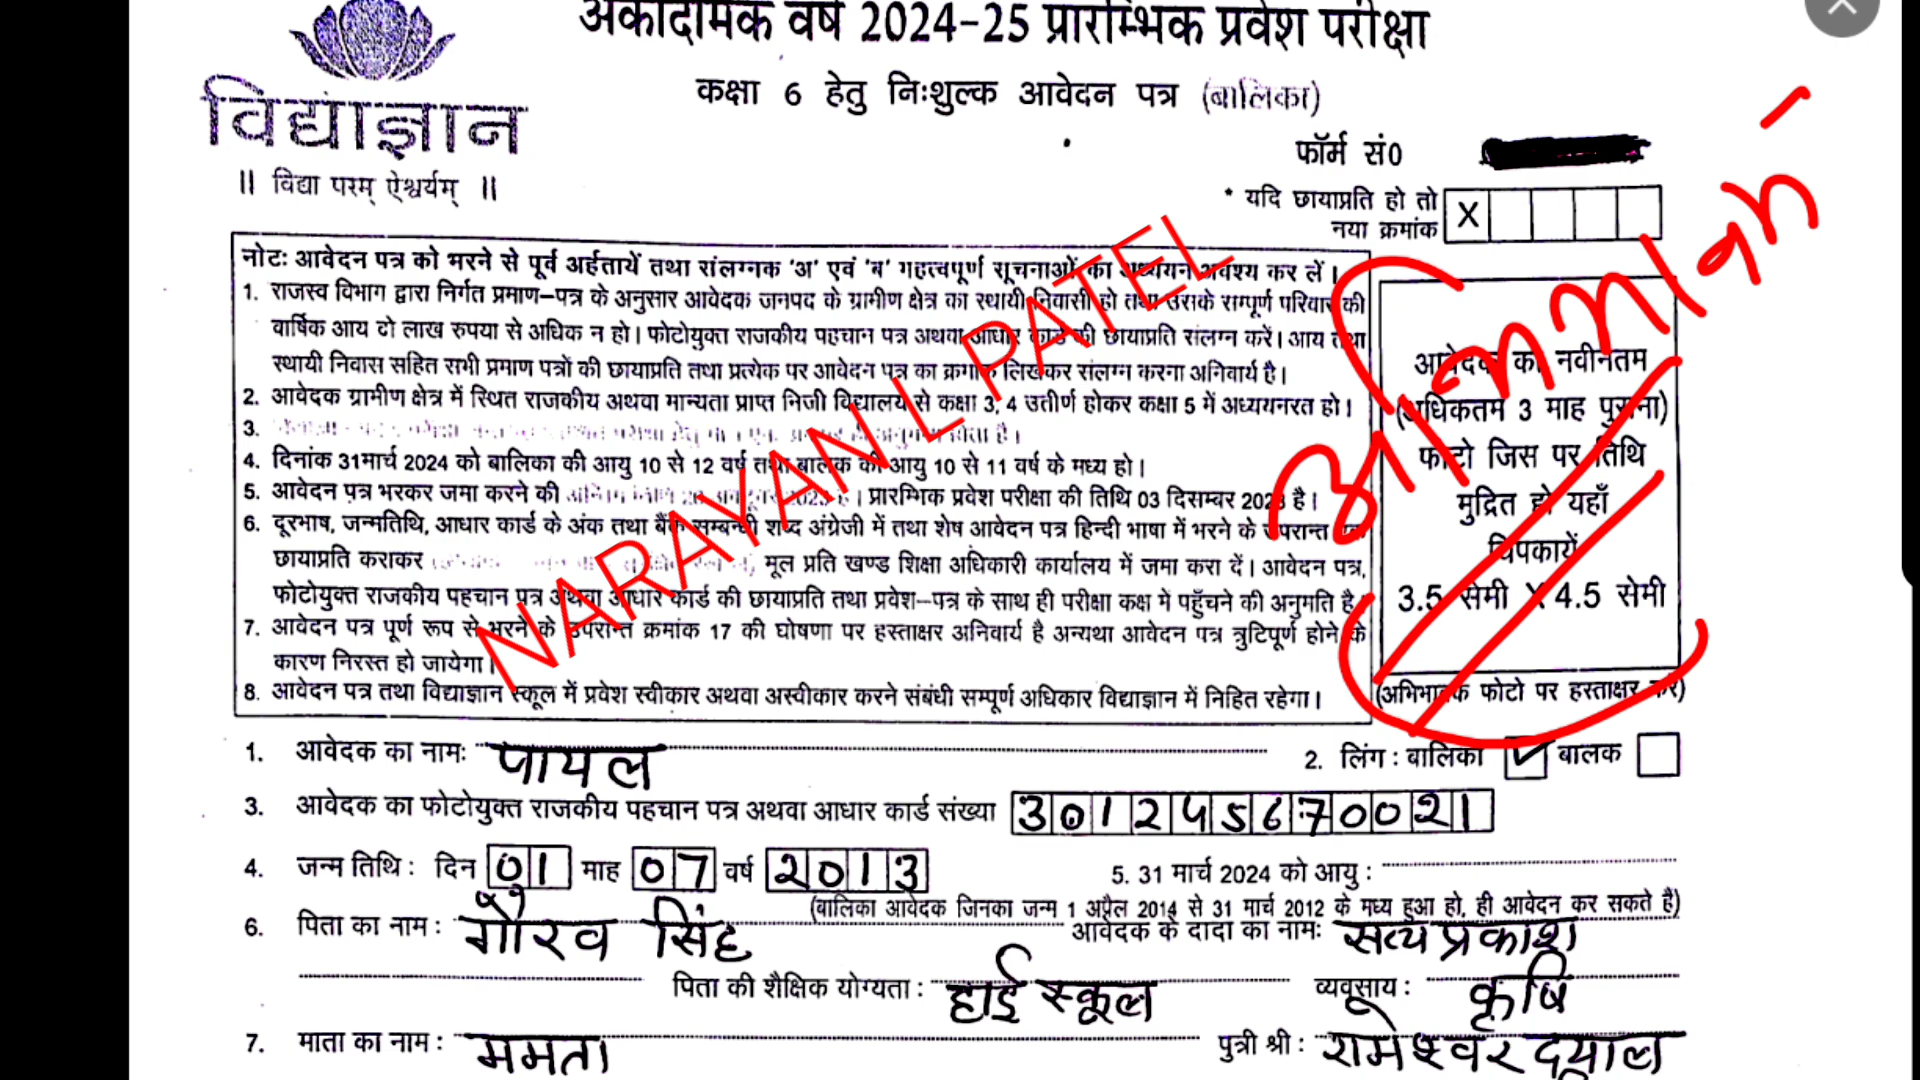 अकादमिक वर्ष 2024-25 प्रारम्भिक प्रवेश परीक्षा
विद्याज्ञान
कक्षा 6 हेतु निःशुल्क आवेदन पत्र (बालिका)
|| विद्या परम् ऐश्वर्यम् ||
फॉर्म सं0
* यदि छायाप्रति हो तो
नया क्रमांक X
नोटः आवेदन पत्र को भरने से पूर्व अर्हतायें तथा संलग्नक 'अ' एवं 'ब' महत्वपूर्ण सूचनाओं का अध्ययन अवश्य कर लें।
1. राजस्व विभाग द्वारा निर्गत प्रमाण–पत्र के अनुसार आवेदक जनपद के ग्रामीण क्षेत्र का स्थायी निवासी हो तथा उसके सम्पूर्ण परिवार की
वार्षिक आय दो लाख रुपया से अधिक न हो। फोटोयुक्त राजकीय पहचान पत्र अथवा आधार कार्ड की छायाप्रति संलग्न करें। आय तथा
स्थायी निवास सहित सभी प्रमाण पत्रों की छायाप्रति तथा प्रत्येक पर आवेदन पत्र का क्रमांक लिखकर संलग्न करना अनिवार्य है।
2. आवेदक ग्रामीण क्षेत्र में स्थित राजकीय अथवा मान्यता प्राप्त निजी विद्यालय से कक्षा 3, 4 उतीर्ण होकर कक्षा 5 में अध्ययनरत हो।
3.
4. दिनांक 31मार्च 2024 को बालिका की आयु 10 से 12 वर्ष तथा बालक की आयु 10 से 11 वर्ष के मध्य हो।
5. आवेदन पत्र भरकर जमा करने की है। प्रारम्भिक प्रवेश परीक्षा की तिथि 03 दिसम्बर 2023 है।
6. दूरभाष, जन्मतिथि, आधार कार्ड के अंक तथा बैंक सम्बन्धी शब्द अंग्रेजी में तथा शेष आवेदन पत्र हिन्दी भाषा में भरने के उपरान्त एक
छायाप्रति कराकर मूल प्रति खण्ड शिक्षा अधिकारी कार्यालय में जमा करा दें। आवेदन पत्र,
फोटोयुक्त राजकीय पहचान पत्र अथवा आधार कार्ड की छायाप्रति तथा प्रवेश–पत्र के साथ ही परीक्षा कक्ष में पहुँचने की अनुमति है।
7. आवेदन पत्र पूर्ण रूप से भरने के उपरान्त क्रमांक 17 की घोषणा पर हस्ताक्षर अनिवार्य है अन्यथा आवेदन पत्र त्रुटिपूर्ण होने के
कारण निरस्त हो जायेगा।
8. आवेदन पत्र तथा विद्याज्ञान स्कूल में प्रवेश स्वीकार अथवा अस्वीकार करने संबंधी सम्पूर्ण अधिकार विद्याज्ञान में निहित रहेगा।
NARAYAN L PATEL
आवेदक का नवीनतम
(अधिकतम 3 माह पुराना)
फोटो जिस पर तिथि
मुद्रित हो यहाँ
चिपकायें
3.5 सेमी X 4.5 सेमी
(अभिभावक फोटो पर हस्ताक्षर करें)
1. आवेदक का नामः पायल 2. लिंग : बालिका ✓ बालक
3. आवेदक का फोटोयुक्त राजकीय पहचान पत्र अथवा आधार कार्ड संख्या 301245670021
4. जन्म तिथि : दिन 01 माह 07 वर्ष 2013 5. 31 मार्च 2024 को आयु :
(बालिका आवेदक जिनका जन्म 1 अप्रैल 2014 से 31 मार्च 2012 के मध्य हुआ हो, ही आवेदन कर सकते हैं)
6. पिता का नाम : गौरव सिंह आवेदक के दादा का नामः सत्य प्रकाश
पिता की शैक्षिक योग्यता : हाई स्कूल व्यवसाय : कृषि
7. माता का नाम : ममता पुत्री श्री : रामेश्वर दयाल